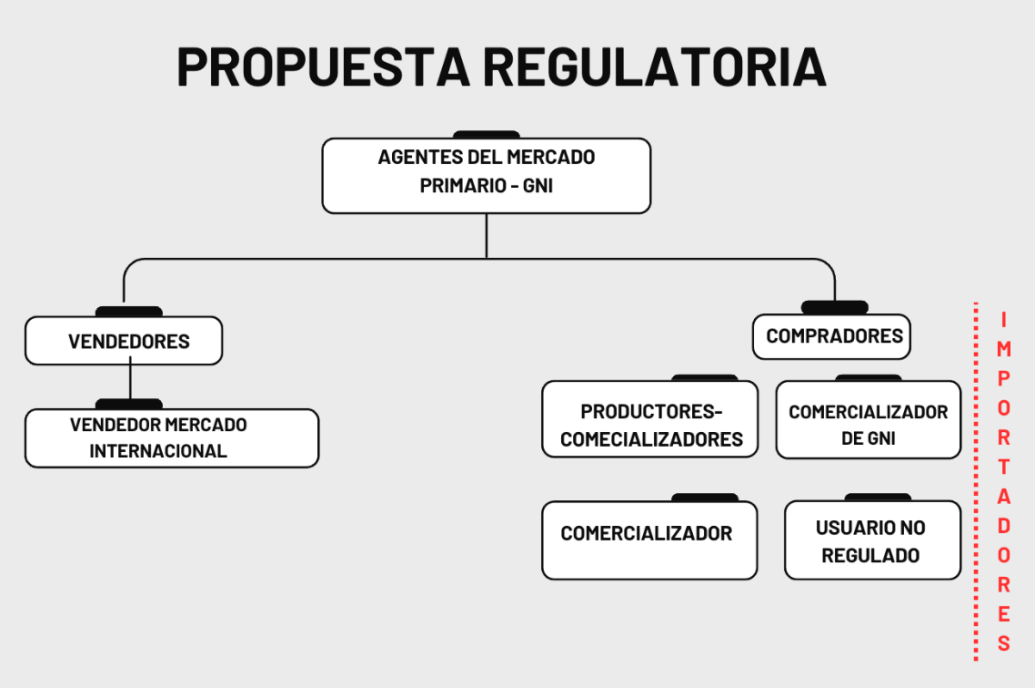 PROPUESTA REGULATORIA
AGENTES DEL MERCADO
PRIMARIO - GNI
VENDEDORES
COMPRADORES
VENDEDOR MERCADO
INTERNACIONAL
PRODUCTORES-
COMECIALIZADORES
COMERCIALIZADOR
DE GNI
COMERCIALIZADOR
USUARIO NO
REGULADO
IMPORTADORES